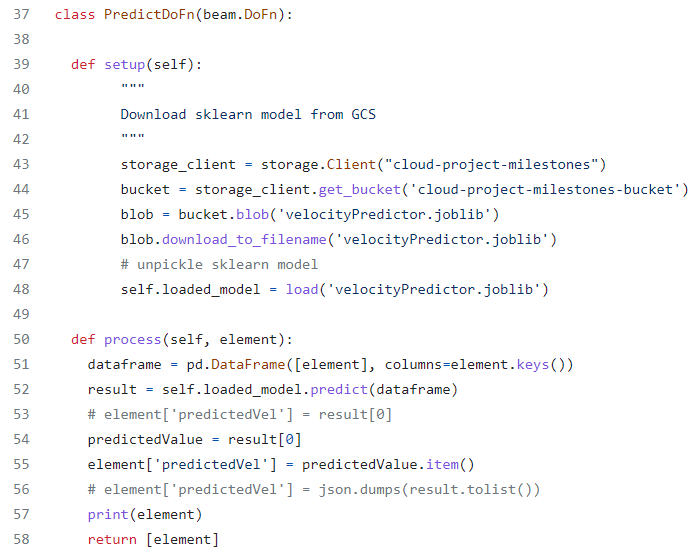 37 class PredictDoFn(beam.DoFn):
38
39 def setup(self):
40 """
41 Download sklearn model from GCS
42 """
43 storage_client = storage.Client("cloud-project-milestones")
44 bucket = storage_client.get_bucket('cloud-project-milestones-bucket')
45 blob = bucket.blob('velocityPredictor.joblib')
46 blob.download_to_filename('velocityPredictor.joblib')
47 # unpickle sklearn model
48 self.loaded_model = load('velocityPredictor.joblib')
49
50 def process(self, element):
51 dataframe = pd.DataFrame([element], columns=element.keys())
52 result = self.loaded_model.predict(dataframe)
53 # element['predictedVel'] = result[0]
54 predictedValue = result[0]
55 element['predictedVel'] = predictedValue.item()
56 # element['predictedVel'] = json.dumps(result.tolist())
57 print(element)
58 return [element]